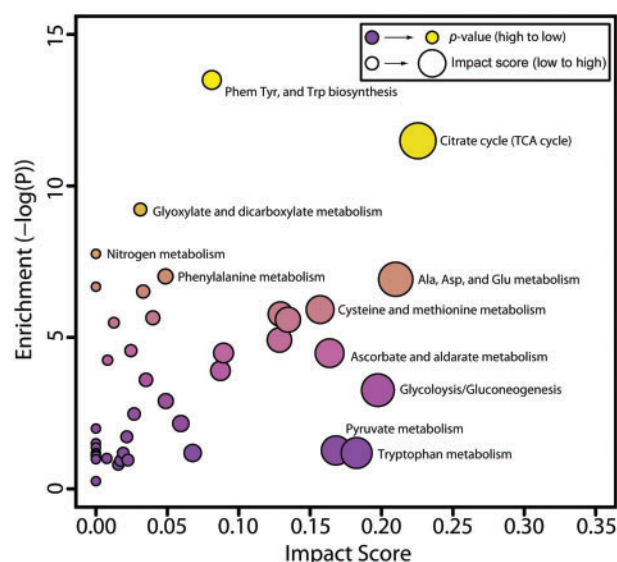 15
p-value (high to low)
Impact score (low to high)
Phem Tyr, and Trp biosynthesis
Citrate cycle (TCA cycle)
10
Glyoxylate and dicarboxylate metabolism
Nitrogen metabolism
Phenylalanine metabolism
Ala, Asp, and Glu metabolism
Cysteine and methionine metabolism
5
Ascorbate and aldarate metabolism
Glycoloysis/Gluconeogenesis
Pyruvate metabolism
Tryptophan metabolism
0
Enrichment (−log(P))
0.00 0.05 0.10 0.15 0.20 0.25 0.30 0.35
Impact Score